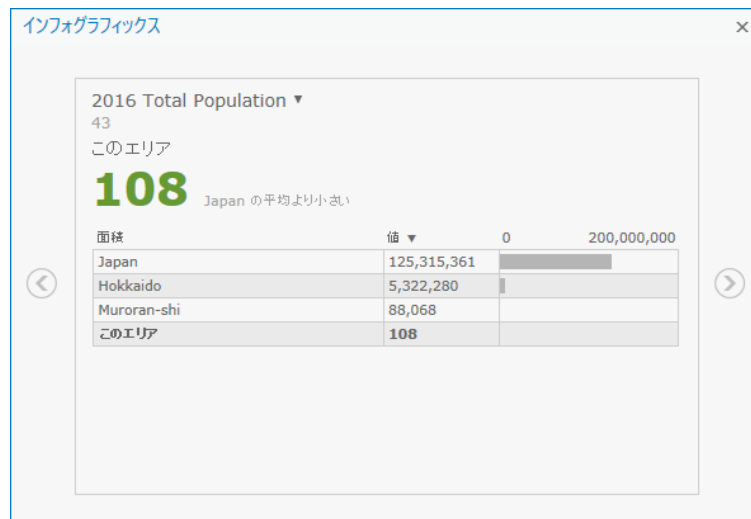 インフォグラフィックス
2016 Total Population ▼
43
このエリア
108 Japan の平均より小さい
面積 値 ▼ 0 200,000,000
Japan 125,315,361
Hokkaido 5,322,280
Muroran-shi 88,068
このエリア 108